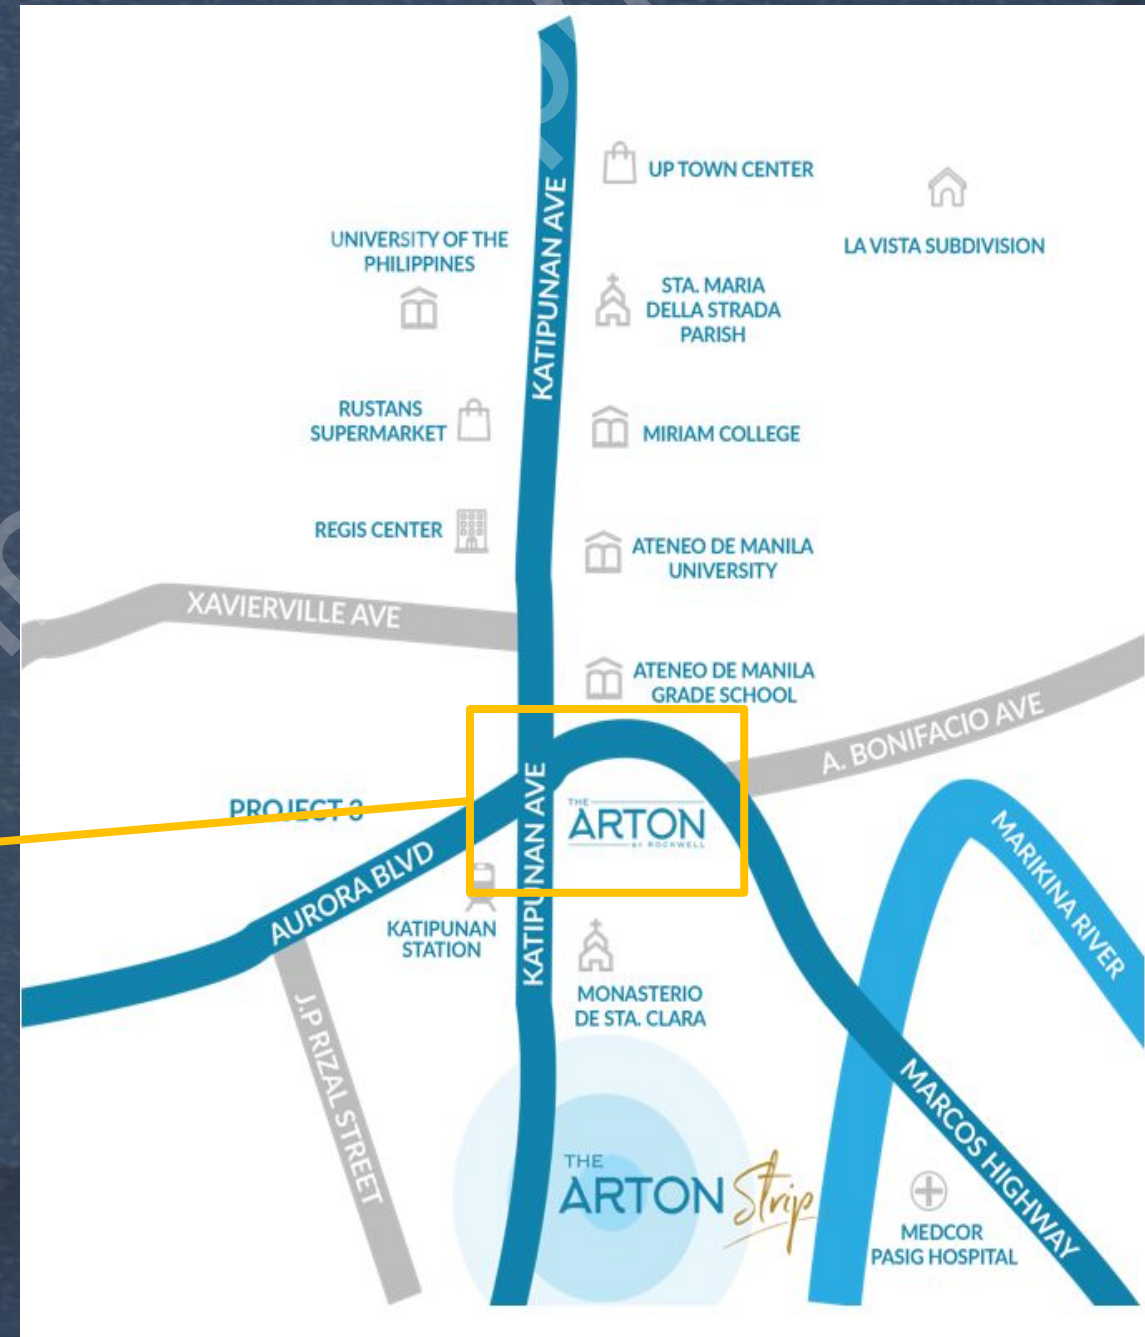 UP TOWN CENTER
LA VISTA SUBDIVISION
KATIPUNAN AVE
UNIVERSITY OF THE
PHILIPPINES
STA. MARIA
DELLA STRADA
PARISH
RUSTANS
SUPERMARKET
MIRIAM COLLEGE
REGIS CENTER
ATENEO DE MANILA
UNIVERSITY
XAVIERVILLE AVE
ATENEO DE MANILA
GRADE SCHOOL
A. BONIFACIO AVE
PROJECT 3
KATIPUNAN AVE
THE
ARTON
BY ROCKWELL
AURORA BLVD
MARIKINA RIVER
KATIPUNAN
STATION
MONASTERIO
DE STA. CLARA
J.P RIZAL STREET
MARCOS HIGHWAY
THE
ARTON Strip
MEDCOR
PASIG HOSPITAL